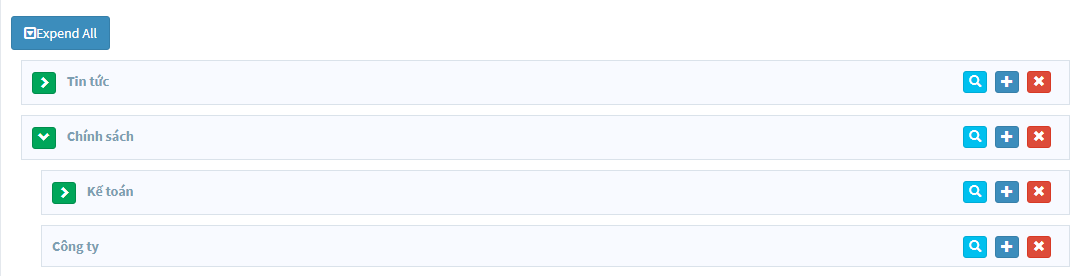 Expend All
Tin tức
Chính sách
Kế toán
Công ty